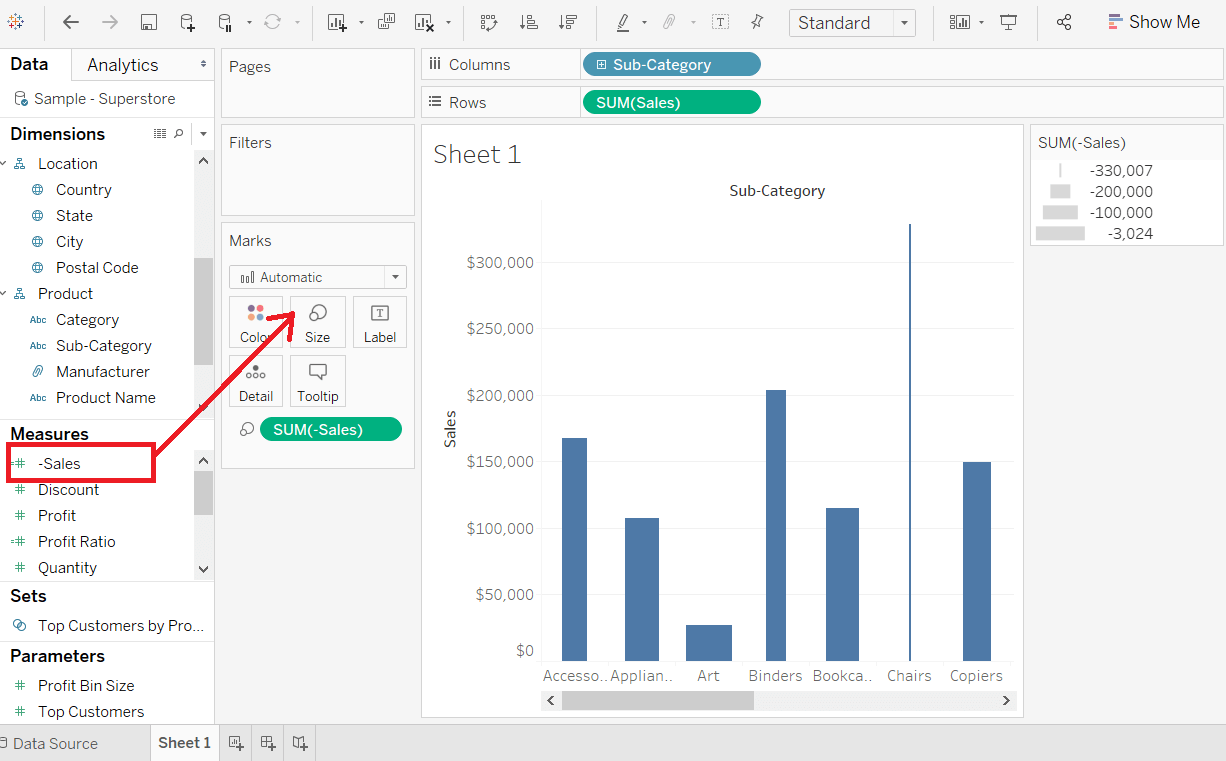 Standard
Show Me
Data
Analytics
Sample - Superstore
Dimensions
Location
Country
State
City
Postal Code
Product
Abc Category
Abc Sub-Category
Manufacturer
Abc Product Name
Measures
-Sales
Discount
Profit
Profit Ratio
Quantity
Sets
Top Customers by Pro...
Parameters
Profit Bin Size
Top Customers
Pages
Filters
Marks
Automatic
Color
Size
T
Label
Detail
Tooltip
SUM(-Sales)
Columns
Sub-Category
Rows
SUM(Sales)
Sheet 1
Sub-Category
Sales
$300,000
$250,000
$200,000
$150,000
$100,000
$50,000
$0
Accesso.. Applian.. Art Binders Bookca.. Chairs Copiers
SUM(-Sales)
-330,007
-200,000
-100,000
-3,024
Data Source
Sheet 1